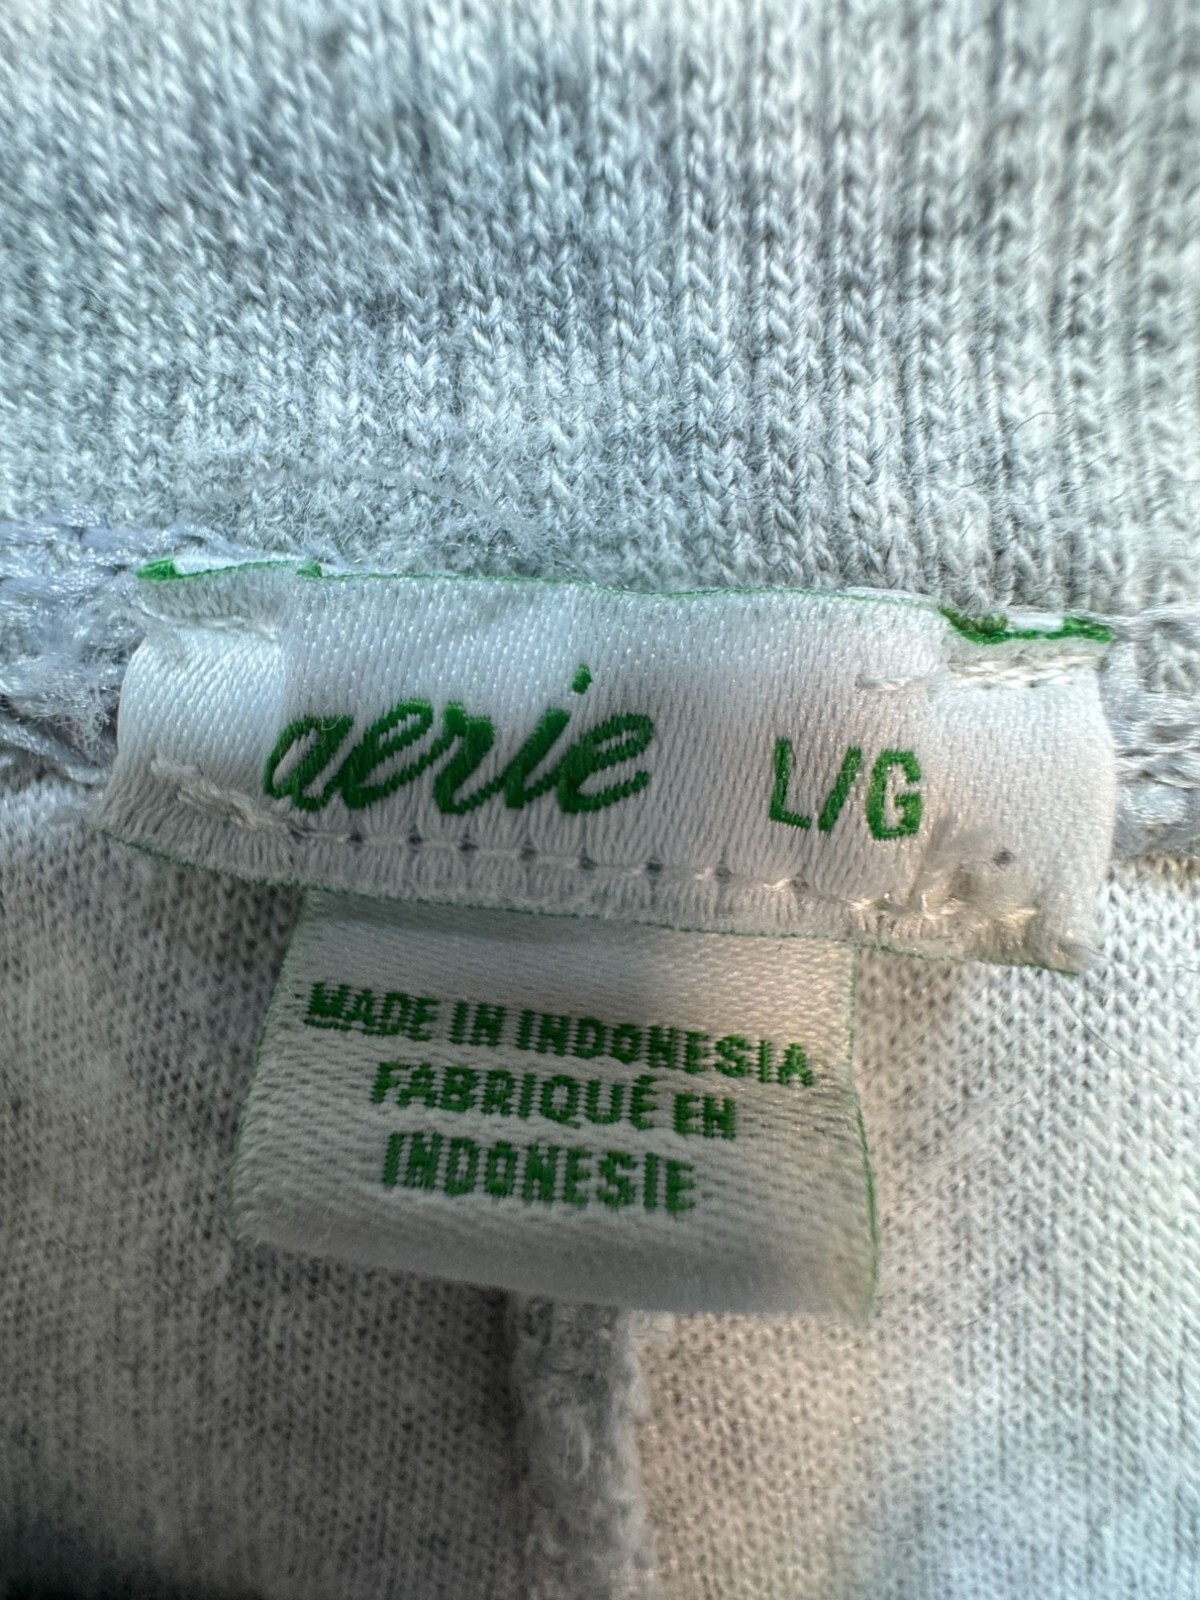 aerie L/G
MADE IN INDONESIA
FABRIQUÉ EN
INDONESIE